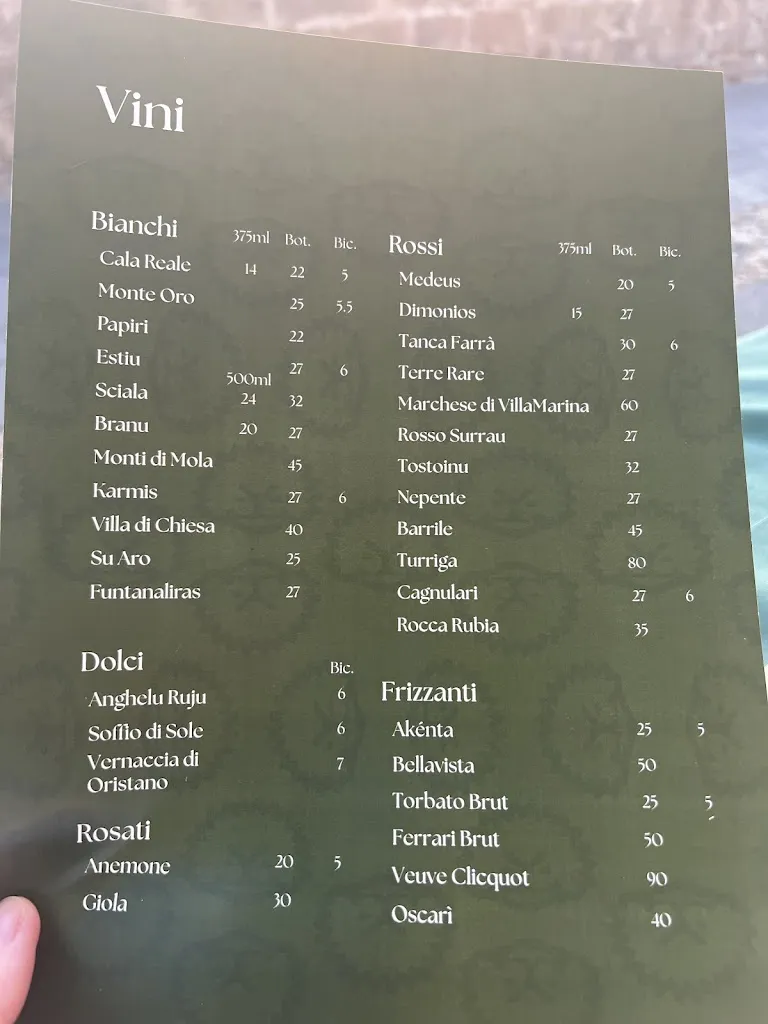 Vini
Bianchi 375ml Bot. Bic.
Cala Reale 14 22 5
Monte Oro 25 5.5
Papiri 22
Estiu 27 6
500ml
Sciala 24 32
Branu 20 27
Monti di Mola 45
Karmis 27 6
Villa di Chiesa 40
Su Aro 25
Funtanaliras 27
Dolci Bic.
Anghelu Ruju 6
Soffio di Sole 6
Vernaccia di 7
Oristano
Rosati
Anemone 20 5
Giola 30
Rossi 375ml Bot. Bic.
Medeus 20 5
Dimonios 15 27
Tanca Farrà 30 6
Terre Rare 27
Marchese di VillaMarina 60
Rosso Surrau 27
Tostoinu 32
Nepente 27
Barrile 45
Turriga 80
Cagnulari 27 6
Rocca Rubia 35
Frizzanti
Akénta 25 5
Bellavista 50
Torbato Brut 25 5
Ferrari Brut 50
Veuve Clicquot 90
Oscarì 40